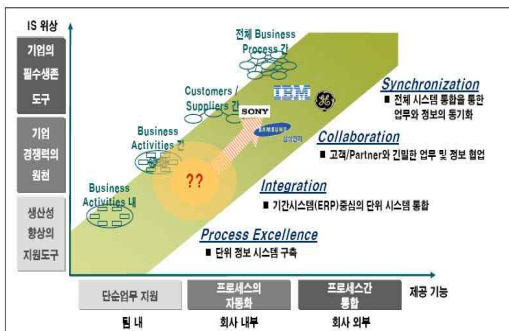 IS 위상
기업의
필수생존
도구
기업
경쟁력의
원천
생산성
향상의
지원도구
전체 Business
Process 간
Customers /
Suppliers 간
Business
Activities 간
Business
Activities 내
??
SONY
IBM
SAMSUNG
삼성전자
Synchronization
■ 전체 시스템 통합을 통한
업무와 정보의 동기화
Collaboration
■ 고객/Partner와 긴밀한 업무 및 정보 협업
Integration
■ 기간시스템(ERP)중심의 단위 시스템 통합
Process Excellence
■ 단위 정보 시스템 구축
단순업무 지원
프로세스의
자동화
프로세스간
통합
제공 기능
팀 내
회사 내부
회사 외부